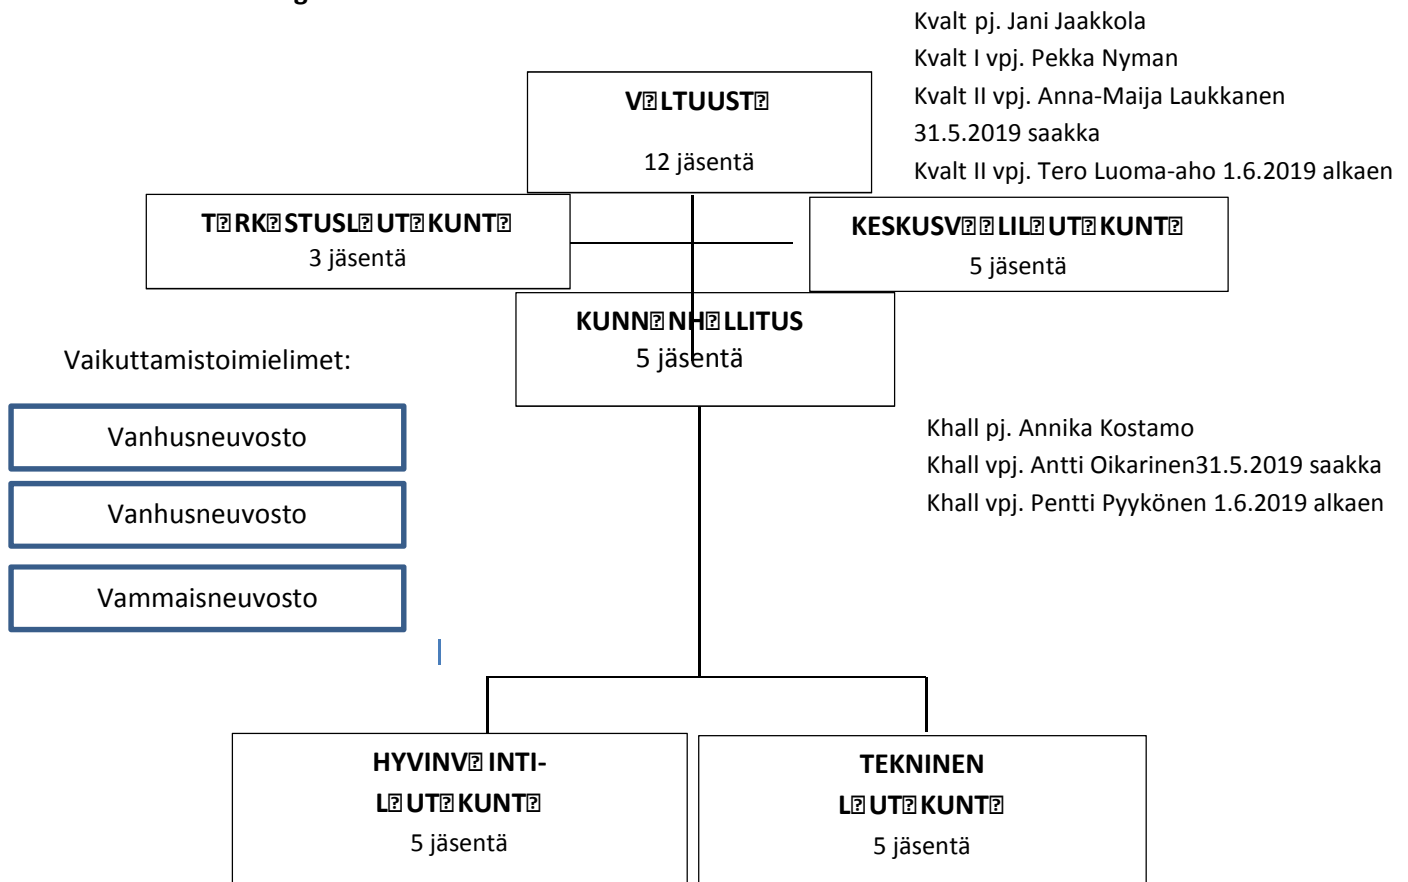 Kvalt pj. Jani Jaakkola
Kvalt I vpj. Pekka Nyman
Kvalt II vpj. Anna-Maija Laukkanen
31.5.2019 saakka
Kvalt II vpj. Tero Luoma-aho 1.6.2019 alkaen
V⍰LTUUST⍰
12 jäsentä
T⍰RK⍰STUSL⍰UT⍰KUNT⍰
3 jäsentä
KESKUSV⍰⍰LIL⍰UT⍰KUNT⍰
5 jäsentä
KUNN⍰NH⍰LLITUS
5 jäsentä
Vaikuttamistoimielimet:
Vanhusneuvosto
Vanhusneuvosto
Vammaisneuvosto
Khall pj. Annika Kostamo
Khall vpj. Antti Oikarinen31.5.2019 saakka
Khall vpj. Pentti Pyykönen 1.6.2019 alkaen
HYVINV⍰INTI-
L⍰UT⍰KUNT⍰
5 jäsentä
TEKNINEN
L⍰UT⍰KUNT⍰
5 jäsentä